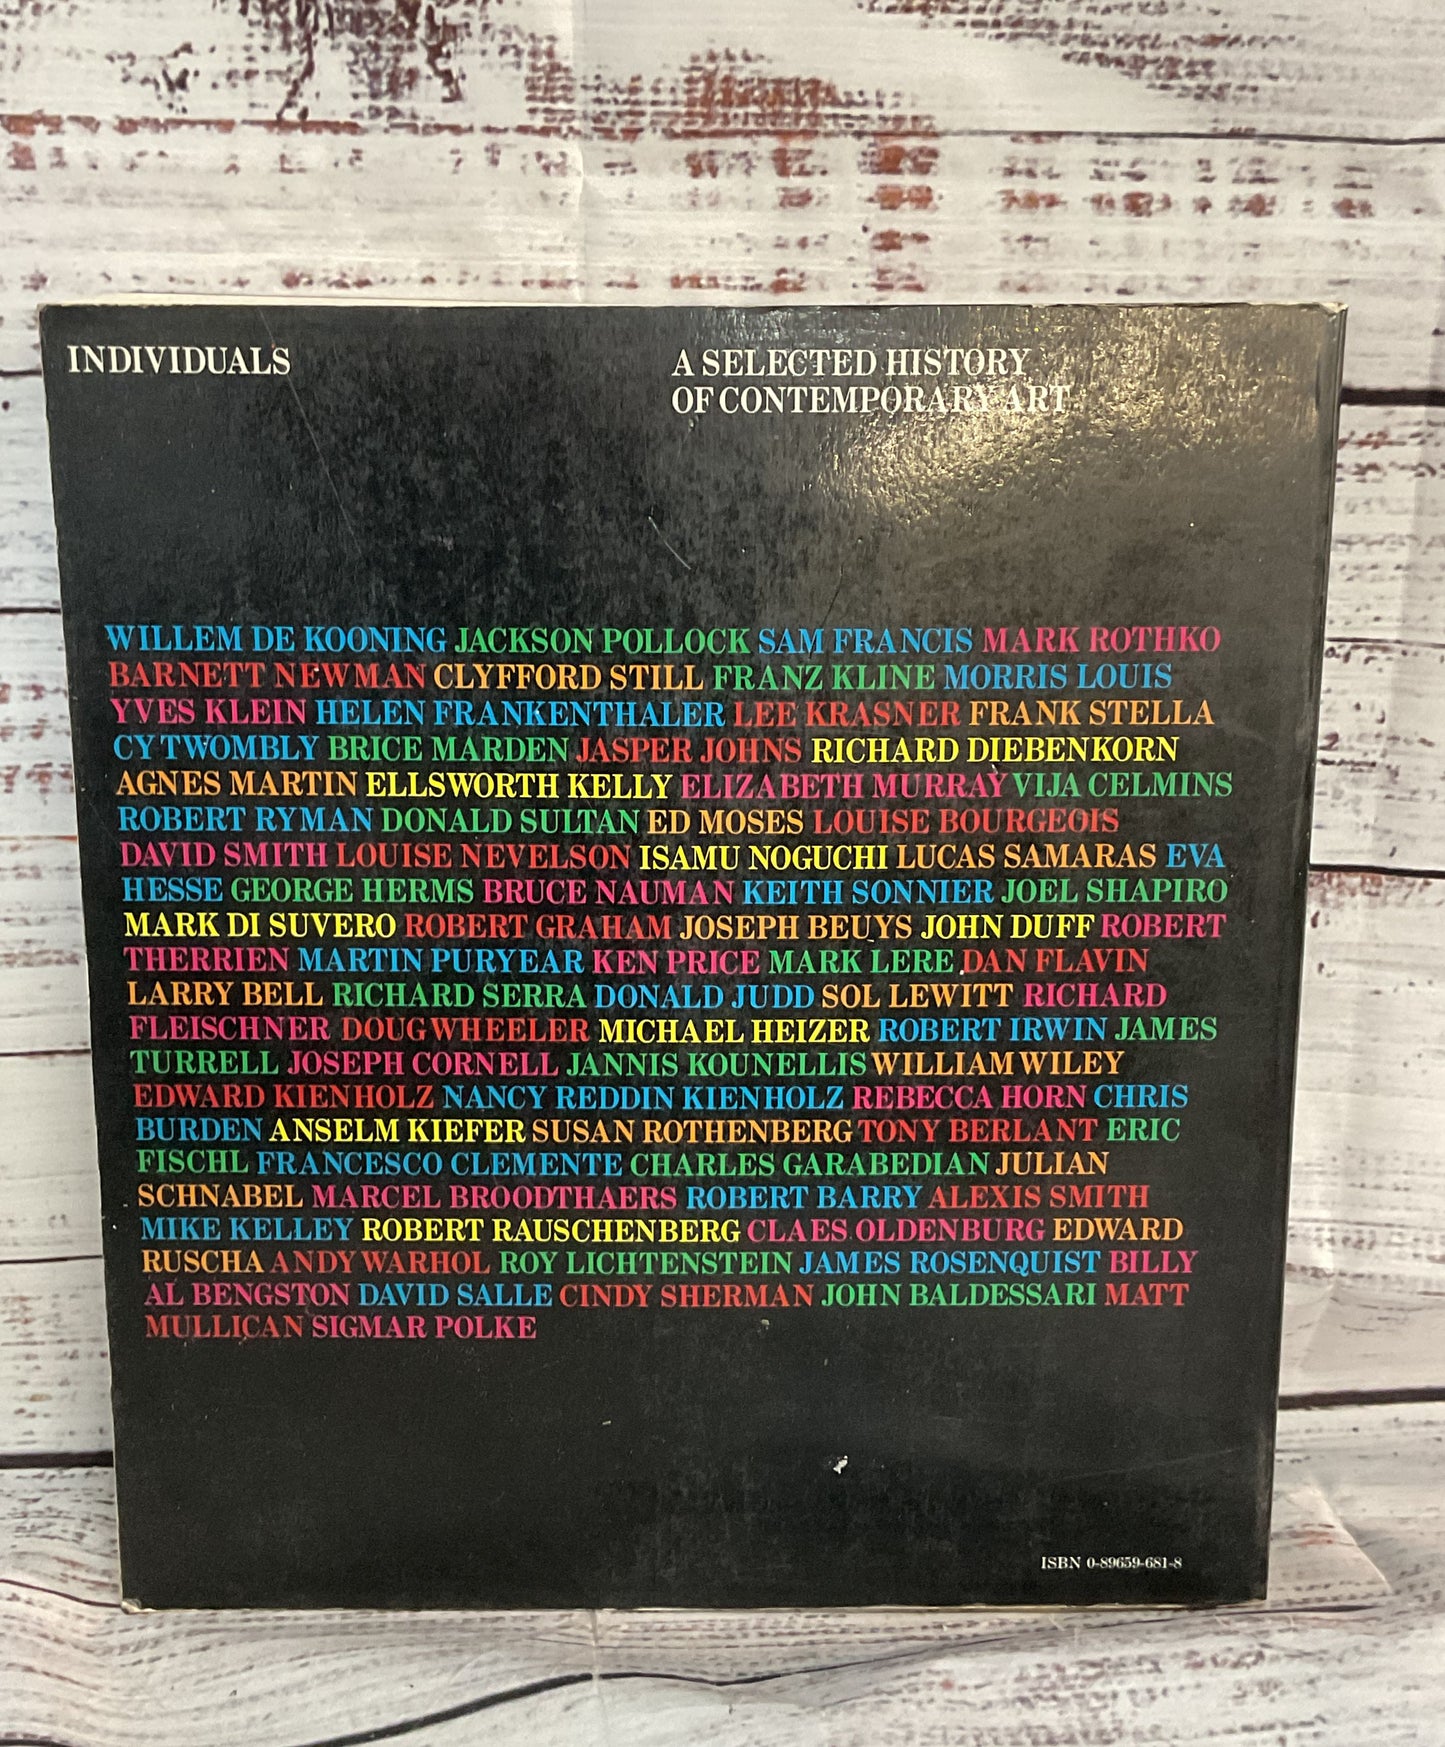 INDIVIDUALS
A SELECTED HISTORY
OF CONTEMPORARY ART
WILLEM DE KOONING JACKSON POLLOCK SAM FRANCIS MARK ROTHKO
BARNETT NEWMAN CLYFFORD STILL FRANZ KLINE MORRIS LOUIS
YVES KLEIN HELEN FRANKENTHALER LEE KRASNER FRANK STELLA
CY TWOMBLY BRICE MARDEN JASPER JOHNS RICHARD DIEBENKORN
AGNES MARTIN ELLSWORTH KELLY ELIZABETH MURRAY VIJA CELMINS
ROBERT RYMAN DONALD SULTAN ED MOSES LOUISE BOURGEOIS
DAVID SMITH LOUISE NEVELSON ISAMU NOGUCHI LUCAS SAMARAS EVA
HESSE GEORGE HERMS BRUCE NAUMAN KEITH SONNIER JOEL SHAPIRO
MARK DI SUVERO ROBERT GRAHAM JOSEPH BEUYS JOHN DUFF ROBERT
THERRIEN MARTIN PURYEAR KEN PRICE MARK LERE DAN FLAVIN
LARRY BELL RICHARD SERRA DONALD JUDD SOL LEWITT RICHARD
FLEISCHNER DOUG WHEELER MICHAEL HEIZER ROBERT IRWIN JAMES
TURRELL JOSEPH CORNELL JANNIS KOUNELLIS WILLIAM WILEY
EDWARD KIENHOLZ NANCY REDDIN KIENHOLZ REBECCA HORN CHRIS
BURDEN ANSELM KIEFER SUSAN ROTHENBERG TONY BERLANT ERIC
FISCHL FRANCESCO CLEMENTE CHARLES GARABEDIAN JULIAN
SCHNABEL MARCEL BROODTHAERS ROBERT BARRY ALEXIS SMITH
MIKE KELLEY ROBERT RAUSCHENBERG CLAES OLDENBURG EDWARD
RUSCHA ANDY WARHOL ROY LICHTENSTEIN JAMES ROSENQUIST BILLY
AL BENGSTON DAVID SALLE CINDY SHERMAN JOHN BALDESSARI MATT
MULLICAN SIGMAR POLKE
ISBN 0-89659-681-8